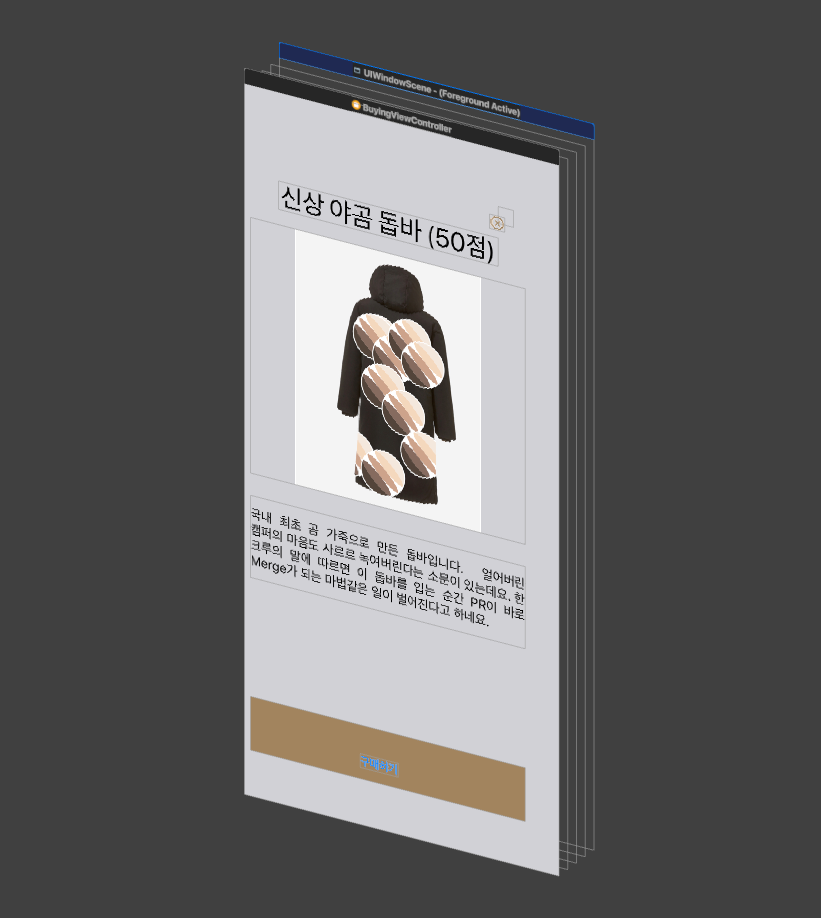 UIWindowScene - (Foreground Active)
BuyingViewController
신상 야곰 돕바 (50점)
국내 최초 곰 가죽으로 만든 돕바입니다. 얼어버린
캠퍼의 마음도 사르르 녹여버린다는 소문이 있는데요. 한
크루의 말에 따르면 이 돕바를 입는 순간 PR이 바로
Merge가 되는 마법같은 일이 벌어진다고 하네요.